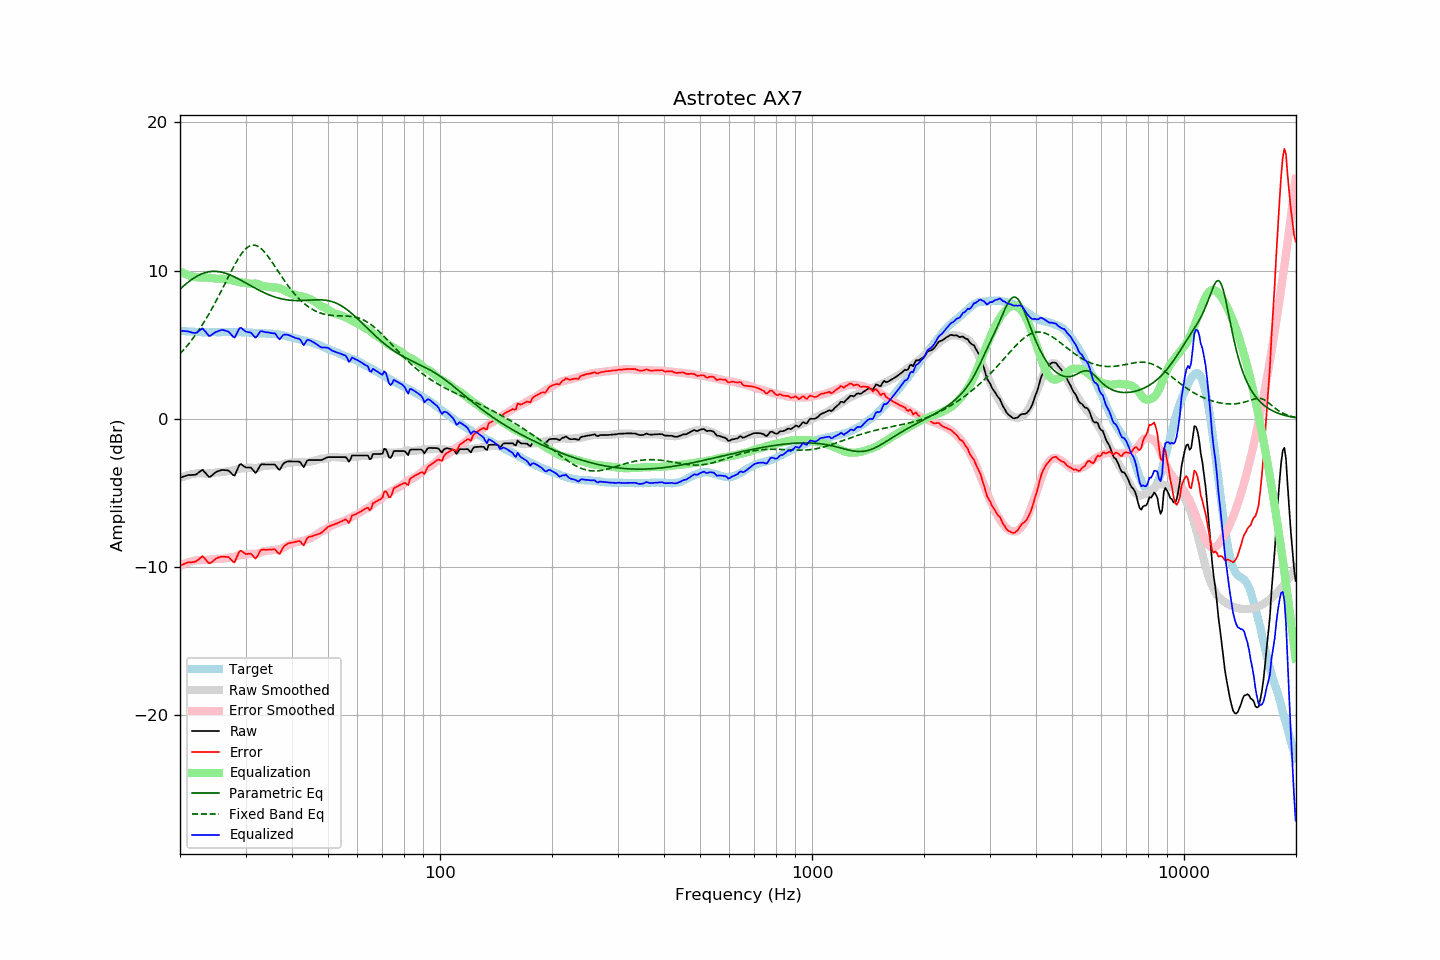 Astrotec AX7
20
10
0
−10
−20
Amplitude (dBr)
Target
Raw Smoothed
Error Smoothed
Raw
Error
Equalization
Parametric Eq
Fixed Band Eq
Equalized
100
1000
10000
Frequency (Hz)